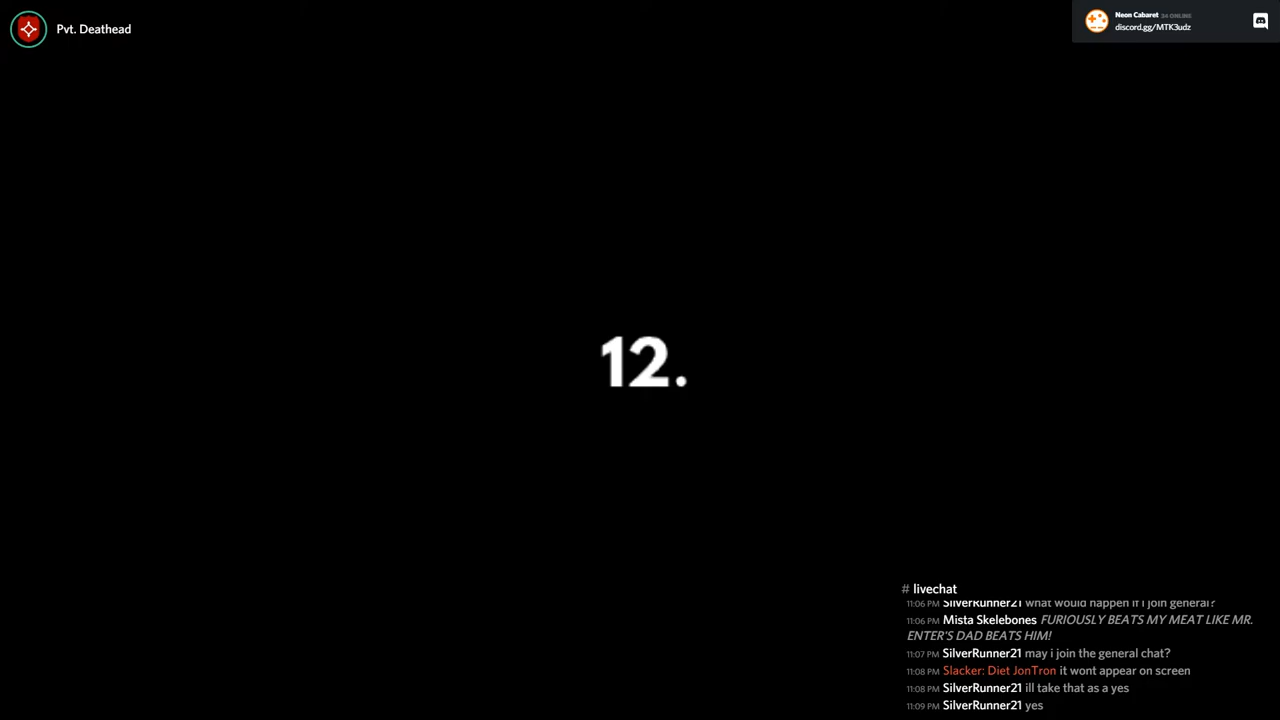 Pvt. Deathead
Neon Cabaret 34 ONLINE
discord.gg/MTK3udz
12.
# livechat
11:06 PM SilverRunner21 what would happen if i join general?
11:06 PM Mista Skelebones FURIOUSLY BEATS MY MEAT LIKE MR.
ENTER'S DAD BEATS HIM!
11:07 PM SilverRunner21 may i join the general chat?
11:08 PM Slacker: Diet JonTron it wont appear on screen
11:08 PM SilverRunner21 ill take that as a yes
11:09 PM SilverRunner21 yes